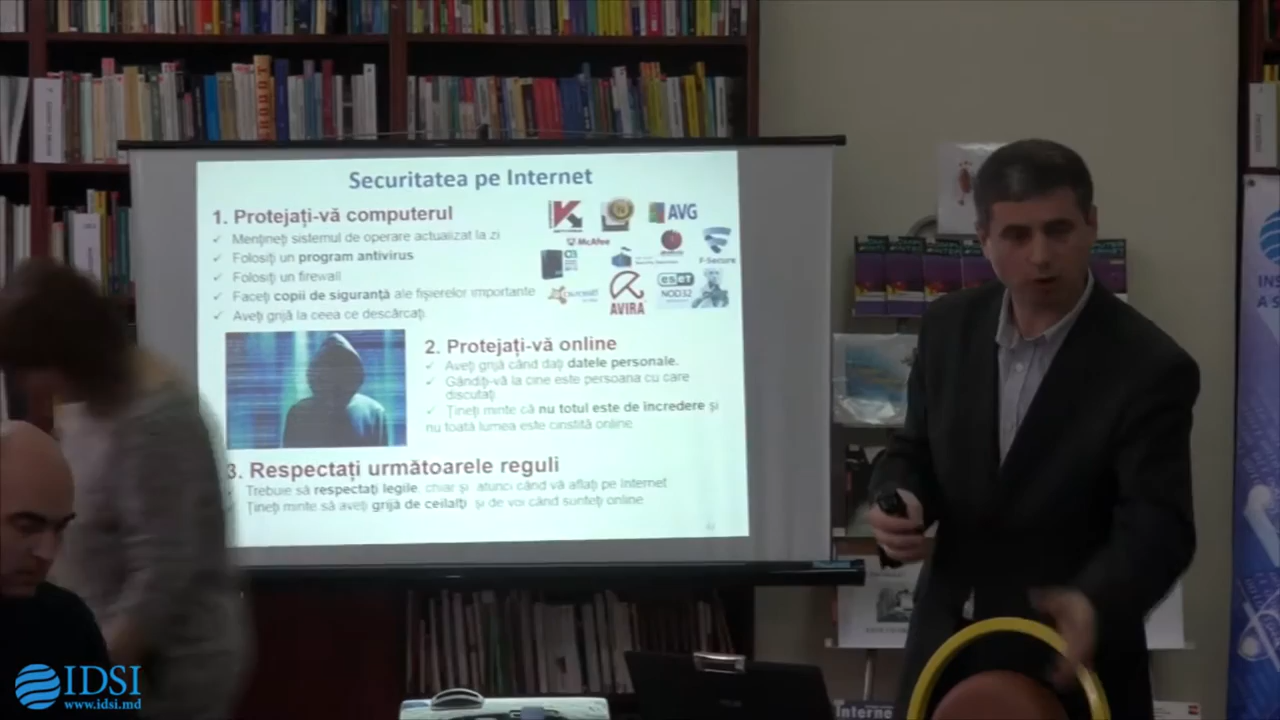 Securitatea pe Internet
1. Protejați-vă computerul
✓ Mențineți sistemul de operare actualizat la zi
✓ Folosiți un program antivirus
✓ Folosiți un firewall
✓ Faceți copii de siguranță ale fișierelor importante
✓ Aveți grijă la ceea ce descărcați.
AVG
McAfee
F-Secure
AVIRA
eseT
NOD32
2. Protejați-vă online
✓ Aveți grijă când dați datele personale.
✓ Gândiți-vă la cine este persoana cu care
discutați
✓ Țineți minte că nu totul este de încredere și
nu toată lumea este cinstită online
3. Respectați următoarele reguli
Trebuie să respectați legile, chiar și atunci când vă aflați pe Internet
Țineți minte să aveți grijă de ceilalți și de voi când sunteți online
ROBOT
INS
A S
Interne
IDSI
www.idsi.md